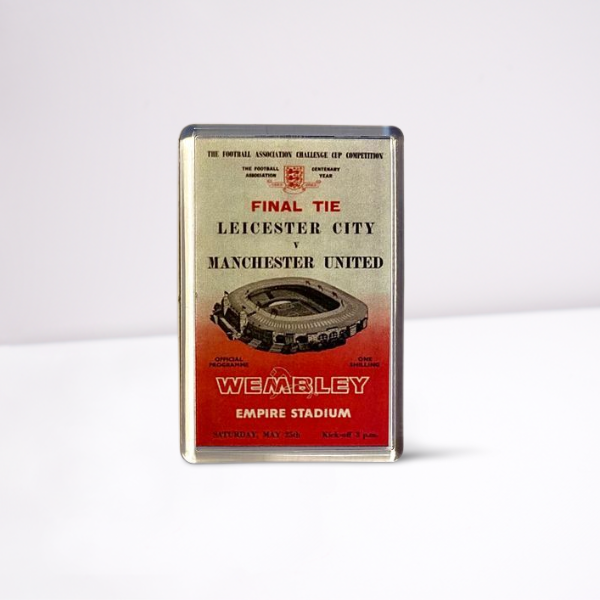 THE FOOTBALL ASSOCIATION CHALLENGE CUP COMPETITION
THE FOOTBALL ASSOCIATION
CENTENARY YEAR
FINAL TIE
LEICESTER CITY
v
MANCHESTER UNITED
OFFICIAL PROGRAMME
ONE SHILLING
WEMBLEY
EMPIRE STADIUM
SATURDAY, MAY 25th Kick-off 3 p.m.